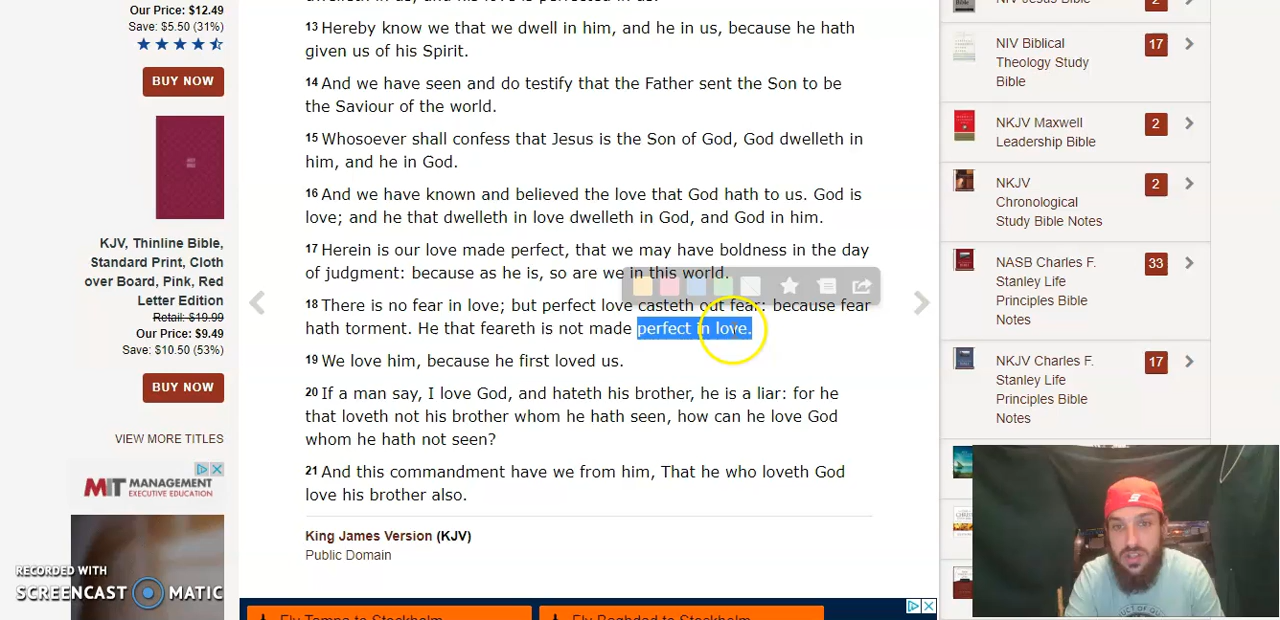 Our Price: $12.49
Save: $5.50 (31%)
BUY NOW
KJV, Thinline Bible,
Standard Print, Cloth
over Board, Pink, Red
Letter Edition
Retail: $19.99
Our Price: $9.49
Save: $10.50 (53%)
BUY NOW
VIEW MORE TITLES
MIT MANAGEMENT
EXECUTIVE EDUCATION
RECORDED WITH
SCREENCAST MATIC
13 Hereby know we that we dwell in him, and he in us, because he hath
given us of his Spirit.
14 And we have seen and do testify that the Father sent the Son to be
the Saviour of the world.
15 Whosoever shall confess that Jesus is the Son of God, God dwelleth in
him, and he in God.
16 And we have known and believed the love that God hath to us. God is
love; and he that dwelleth in love dwelleth in God, and God in him.
17 Herein is our love made perfect, that we may have boldness in the day
of judgment: because as he is, so are we in this world.
18 There is no fear in love; but perfect love casteth out fear: because fear
hath torment. He that feareth is not made perfect in love.
19 We love him, because he first loved us.
20 If a man say, I love God, and hateth his brother, he is a liar: for he
that loveth not his brother whom he hath seen, how can he love God
whom he hath not seen?
21 And this commandment have we from him, That he who loveth God
love his brother also.
King James Version (KJV)
Public Domain
NIV Jesus Bible 2
NIV Biblical 17
Theology Study
Bible
NKJV Maxwell 2
Leadership Bible
NKJV 2
Chronological
Study Bible Notes
NASB Charles F. 33
Stanley Life
Principles Bible
Notes
NKJV Charles F. 17
Stanley Life
Principles Bible
Notes